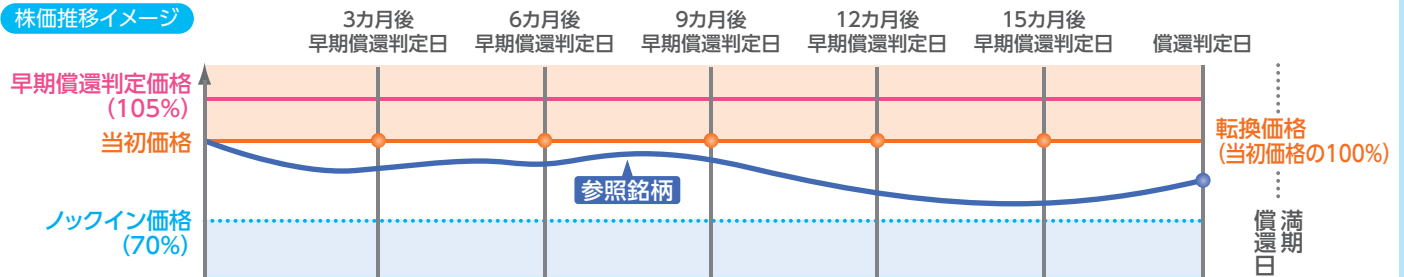 株価推移イメージ
3カ月後
早期償還判定日
6カ月後
早期償還判定日
9カ月後
早期償還判定日
12カ月後
早期償還判定日
15カ月後
早期償還判定日
償還判定日
早期償還判定価格
(105%)
当初価格
転換価格
(当初価格の100%)
参照銘柄
ノックイン価格
(70%)
満期
償還日